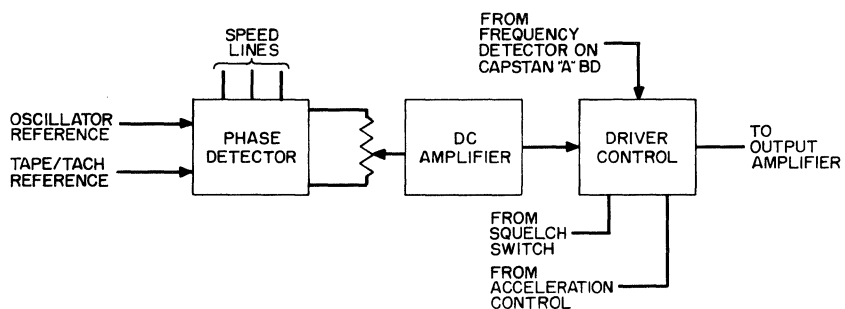 SPEED
LINES
FROM
FREQUENCY
DETECTOR ON
CAPSTAN "A" BD
OSCILLATOR
REFERENCE
TAPE/TACH
REFERENCE
PHASE
DETECTOR
DC
AMPLIFIER
DRIVER
CONTROL
TO
OUTPUT
AMPLIFIER
FROM
SQUELCH
SWITCH
FROM
ACCELERATION
CONTROL